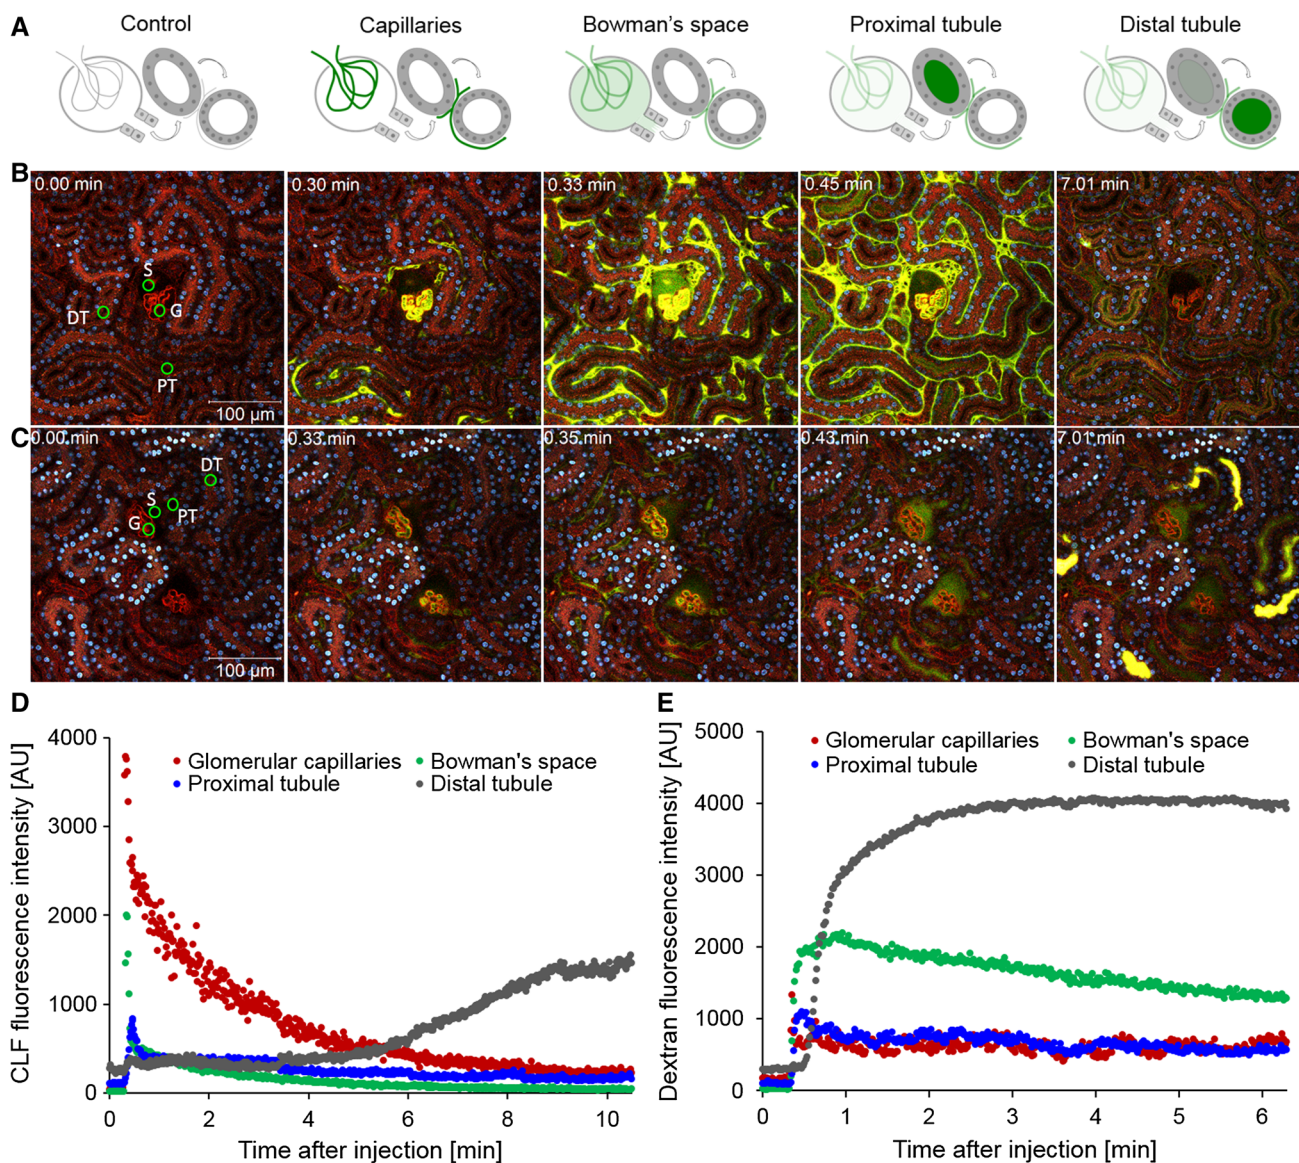 A
Control
Capillaries
Bowman's space
Proximal tubule
Distal tubule
B
0.00 min
0.30 min
0.33 min
0.45 min
7.01 min
S
DT
G
PT
100 µm
C
0.00 min
0.33 min
0.35 min
0.43 min
7.01 min
DT
S
PT
G
100 µm
D
CLF fluorescence intensity [AU]
4000
3000
2000
1000
0
Glomerular capillaries
Bowman's space
Proximal tubule
Distal tubule
0 2 4 6 8 10
Time after injection [min]
E
Dextran fluorescence intensity [AU]
5000
4000
3000
2000
1000
0
Glomerular capillaries
Bowman's space
Proximal tubule
Distal tubule
0 1 2 3 4 5 6
Time after injection [min]